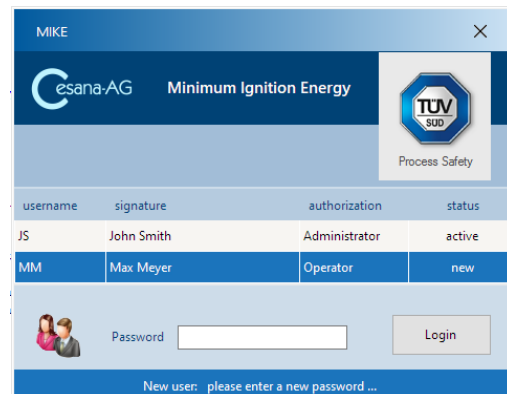 MIKE
Cesana-AG Minimum Ignition Energy
TÜV
SÜD
Process Safety
username signature authorization status
JS John Smith Administrator active
MM Max Meyer Operator new
Password Login
New user: please enter a new password ...